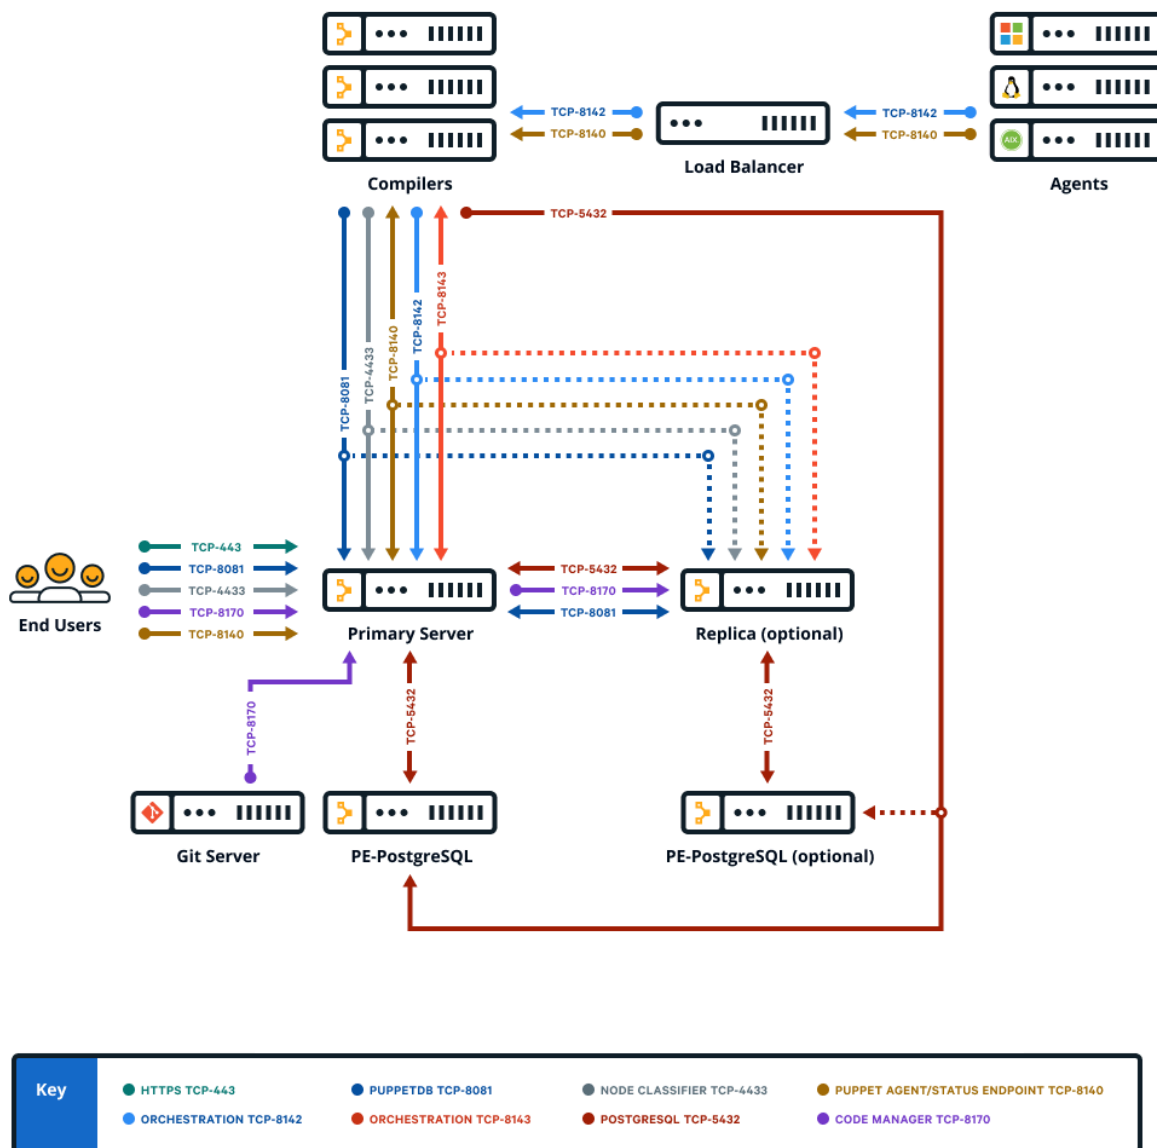 TCP-8142
TCP-8140
TCP-8142
TCP-8140
AIX
Compilers
Load Balancer
Agents
TCP-5432
TCP-8081
TCP-4433
TCP-8140
TCP-8142
TCP-8143
TCP-443
TCP-8081
TCP-4433
TCP-8170
TCP-8140
End Users
Primary Server
TCP-5432
TCP-8170
TCP-8081
Replica (optional)
TCP-8170
TCP-5432
TCP-5432
Git Server
PE-PostgreSQL
PE-PostgreSQL (optional)
Key
HTTPS TCP-443
PUPPETDB TCP-8081
NODE CLASSIFIER TCP-4433
PUPPET AGENT/STATUS ENDPOINT TCP-8140
ORCHESTRATION TCP-8142
ORCHESTRATION TCP-8143
POSTGRESQL TCP-5432
CODE MANAGER TCP-8170